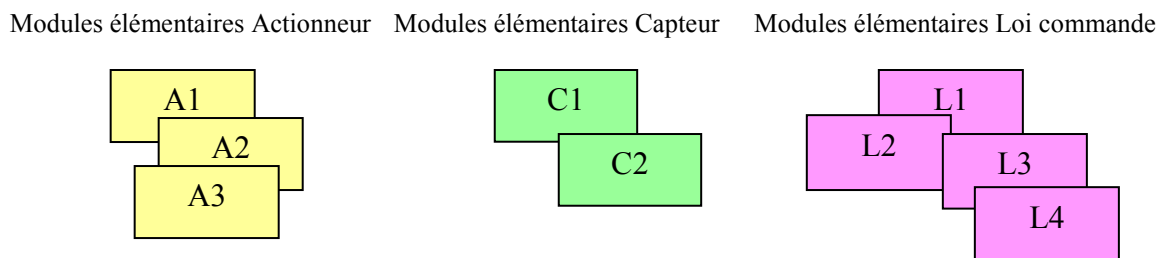 Modules élémentaires Actionneur
Modules élémentaires Capteur
Modules élémentaires Loi commande
A1
A2
A3
C1
C2
L1
L2
L3
L4